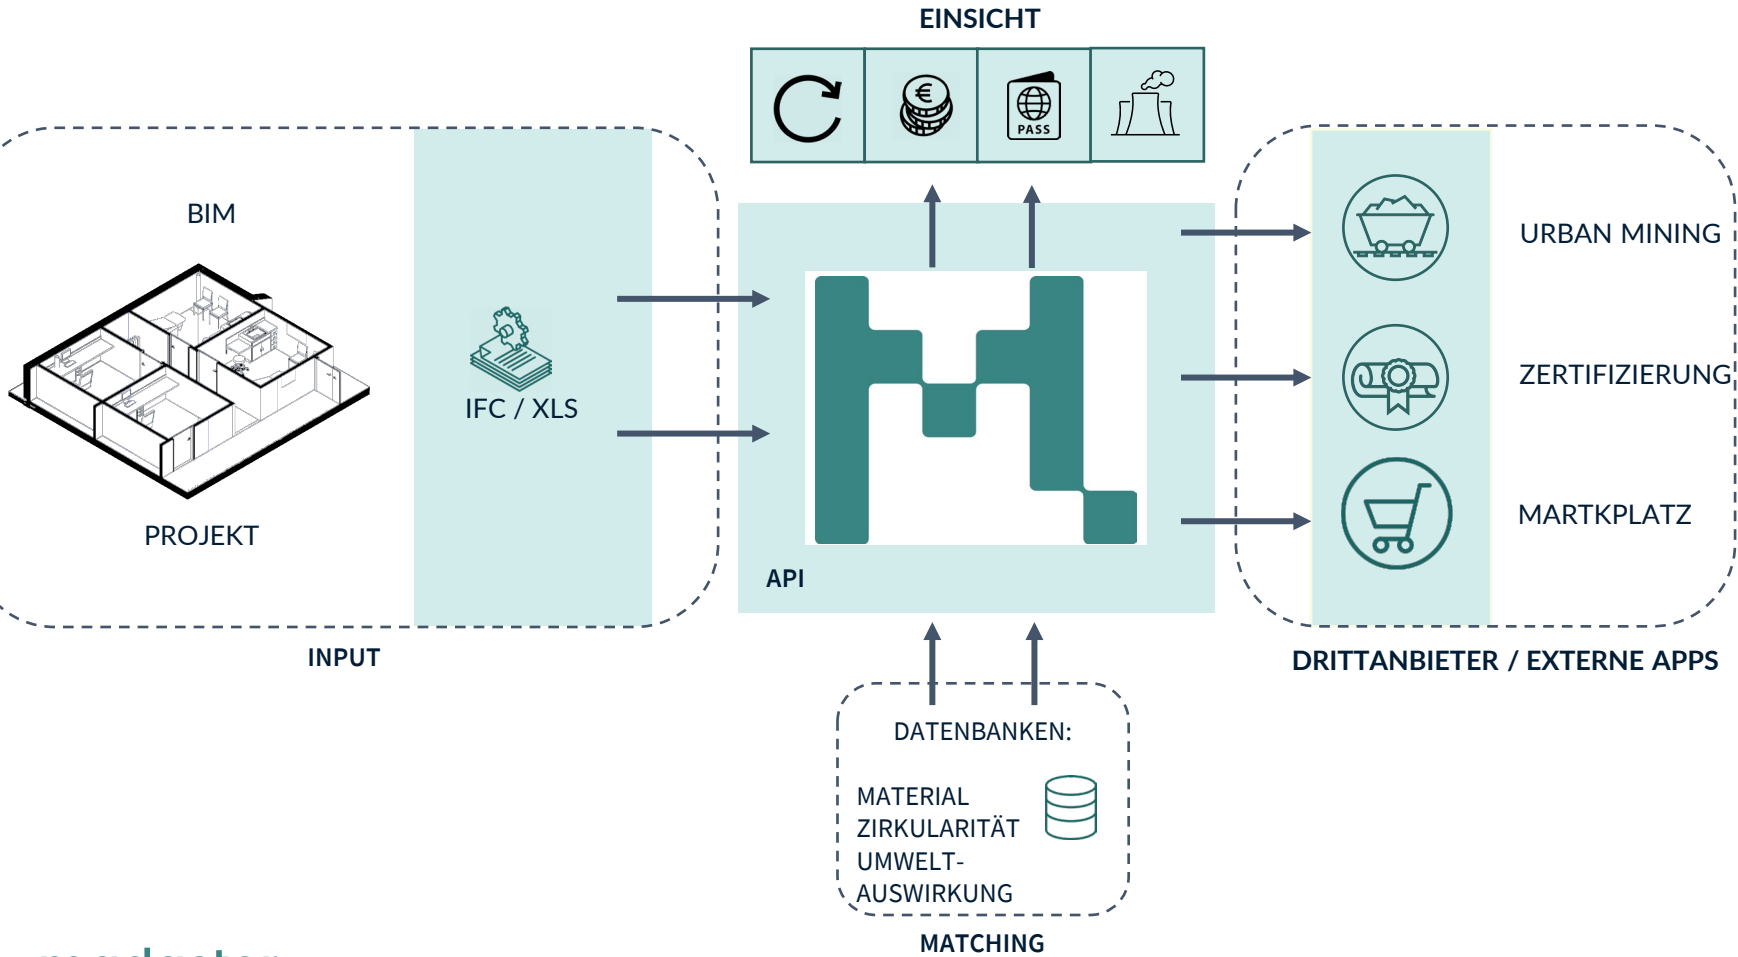 EINSICHT
€
PASS
BIM
IFC / XLS
PROJEKT
INPUT
API
URBAN MINING
ZERTIFIZIERUNG
MARTKPLATZ
DRITTANBIETER / EXTERNE APPS
DATENBANKEN:
MATERIAL
ZIRKULARITÄT
UMWELT-
AUSWIRKUNG
MATCHING